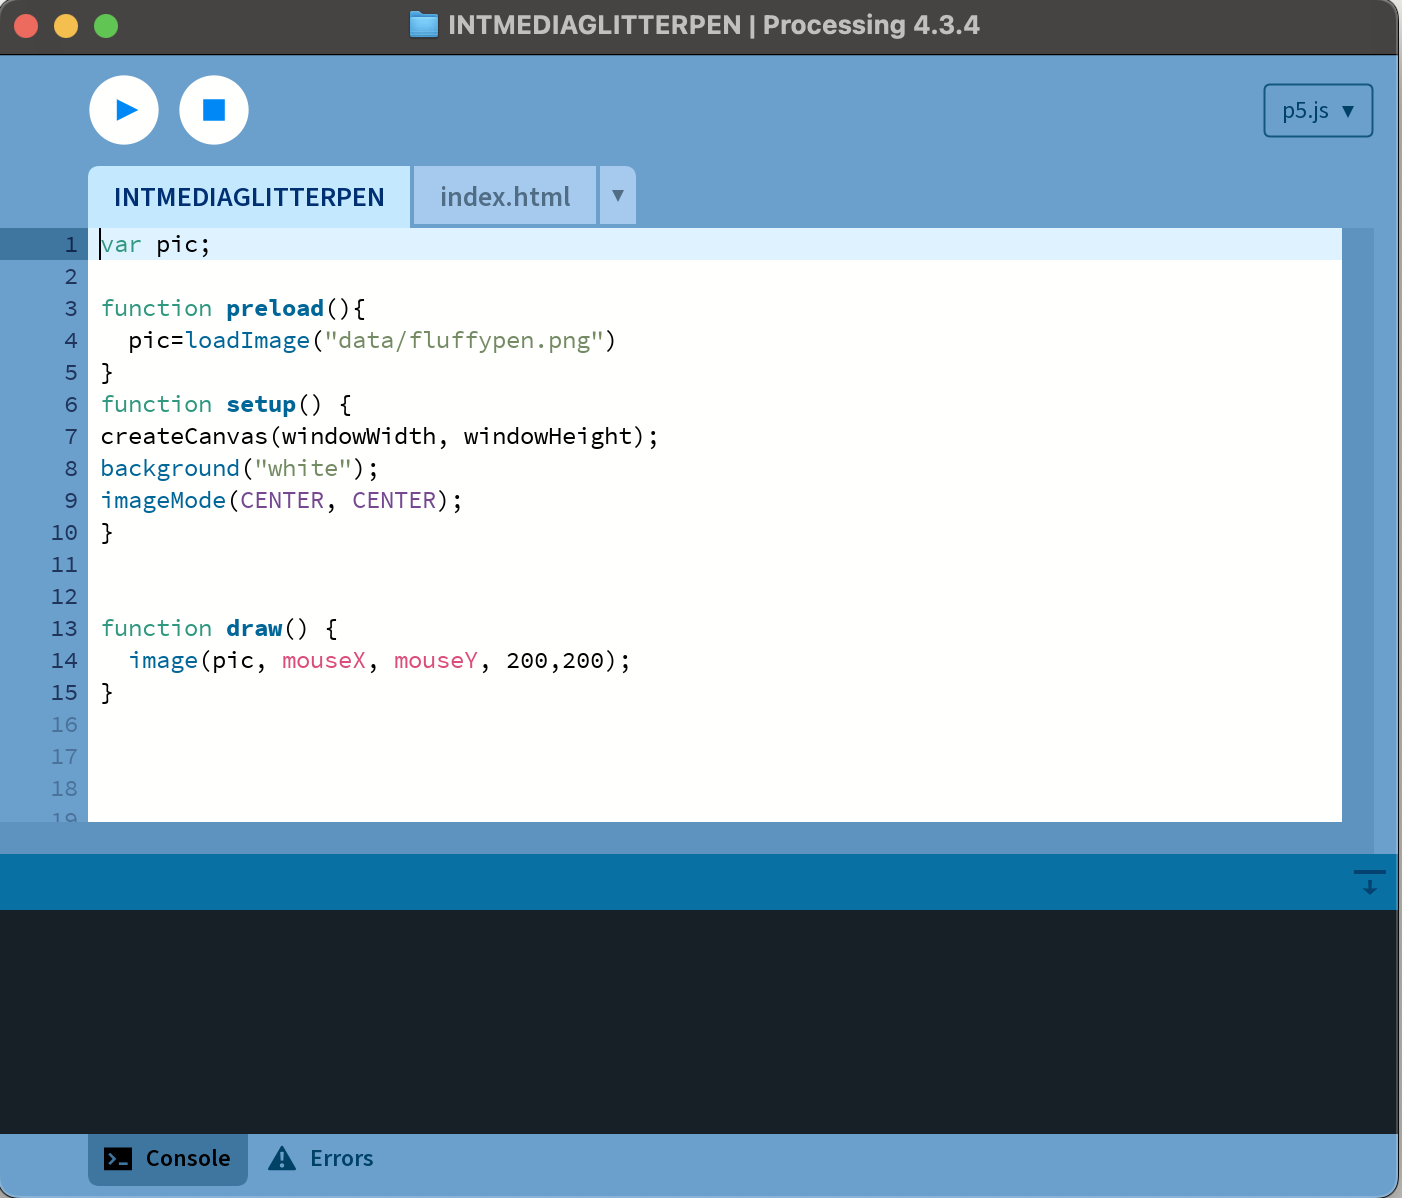 INTMEDIAGLITTERPEN | Processing 4.3.4
p5.js ▼
INTMEDIAGLITTERPEN index.html ▼
1 var pic;
2
3 function preload(){
4   pic=loadImage("data/fluffypen.png")
5 }
6 function setup() {
7 createCanvas(windowWidth, windowHeight);
8 background("white");
9 imageMode(CENTER, CENTER);
10 }
11
12
13 function draw() {
14   image(pic, mouseX, mouseY, 200,200);
15 }
16
17
18
19
Console Errors